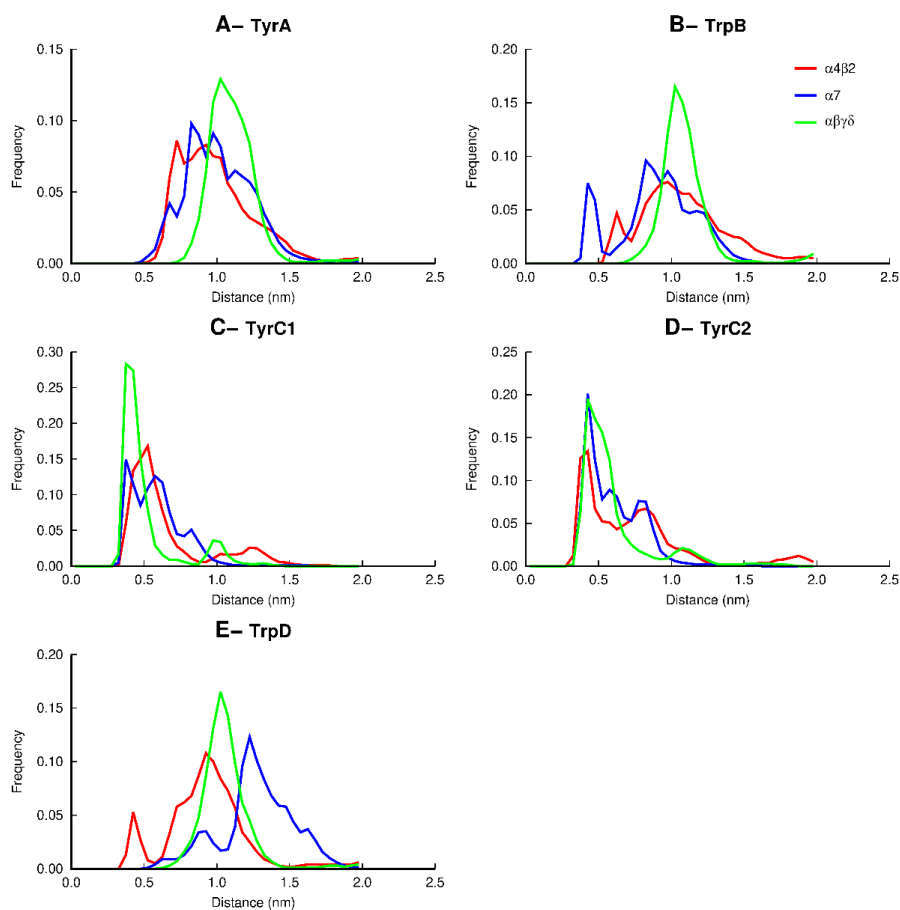 A– TyrA
0.15
0.10
0.05
0.00
Frequency
0.0 0.5 1.0 1.5 2.0 2.5
Distance (nm)
B– TrpB
0.20
0.15
0.10
0.05
0.00
Frequency
0.0 0.5 1.0 1.5 2.0 2.5
Distance (nm)
α4β2
α7
αβγδ
C– TyrC1
0.30
0.25
0.20
0.15
0.10
0.05
0.00
Frequency
0.0 0.5 1.0 1.5 2.0 2.5
Distance (nm)
D– TyrC2
0.25
0.20
0.15
0.10
0.05
0.00
Frequency
0.0 0.5 1.0 1.5 2.0 2.5
Distance (nm)
E– TrpD
0.20
0.15
0.10
0.05
0.00
Frequency
0.0 0.5 1.0 1.5 2.0 2.5
Distance (nm)